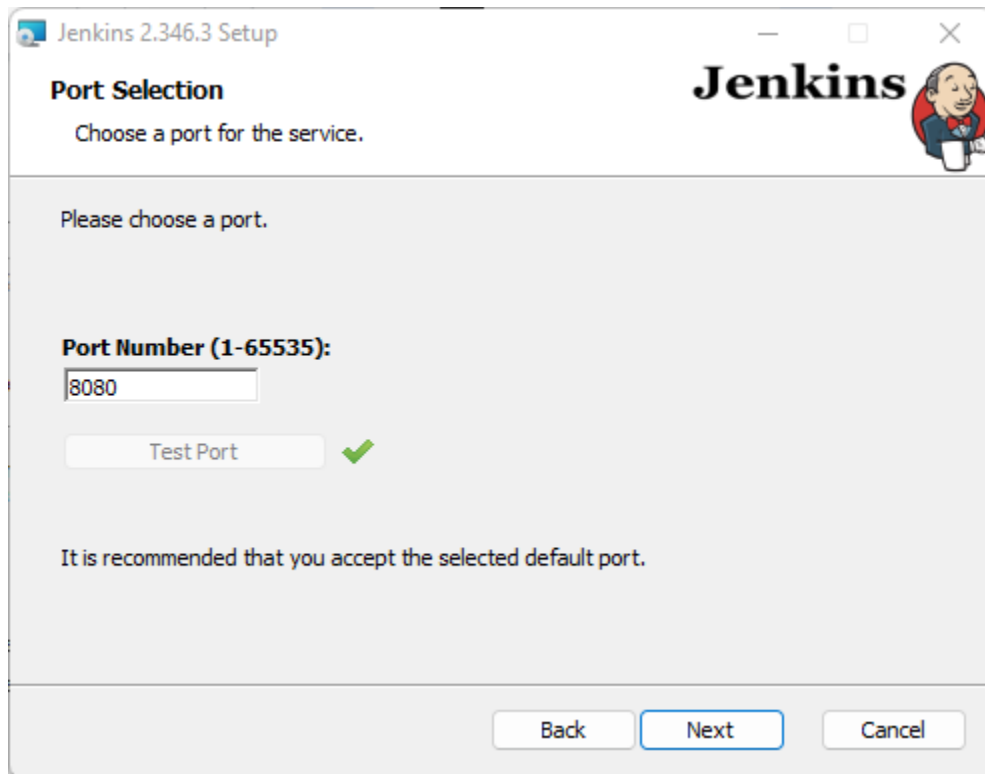 Jenkins 2.346.3 Setup
Port Selection
Jenkins
Choose a port for the service.
Please choose a port.
Port Number (1-65535):
8080
Test Port
It is recommended that you accept the selected default port.
Back Next Cancel